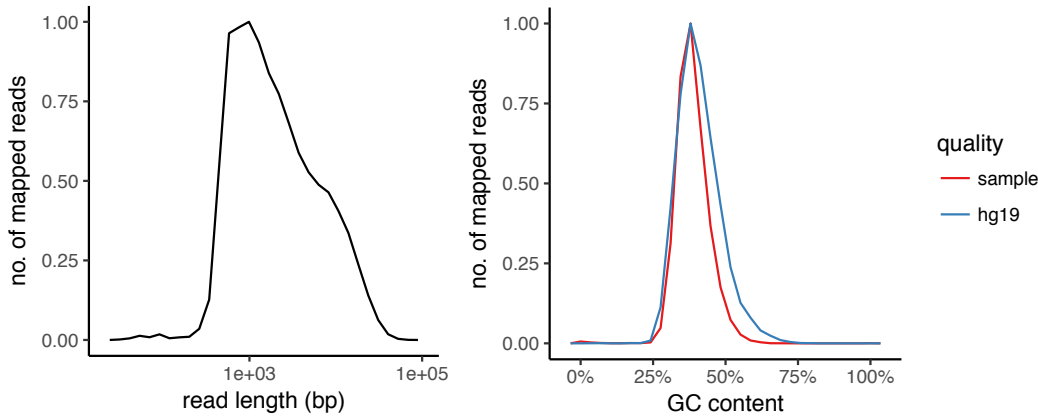 no. of mapped reads
1.00
0.75
0.50
0.25
0.00
1e+03
1e+05
read length (bp)
no. of mapped reads
1.00
0.75
0.50
0.25
0.00
0%
25%
50%
75%
100%
GC content
quality
sample
hg19